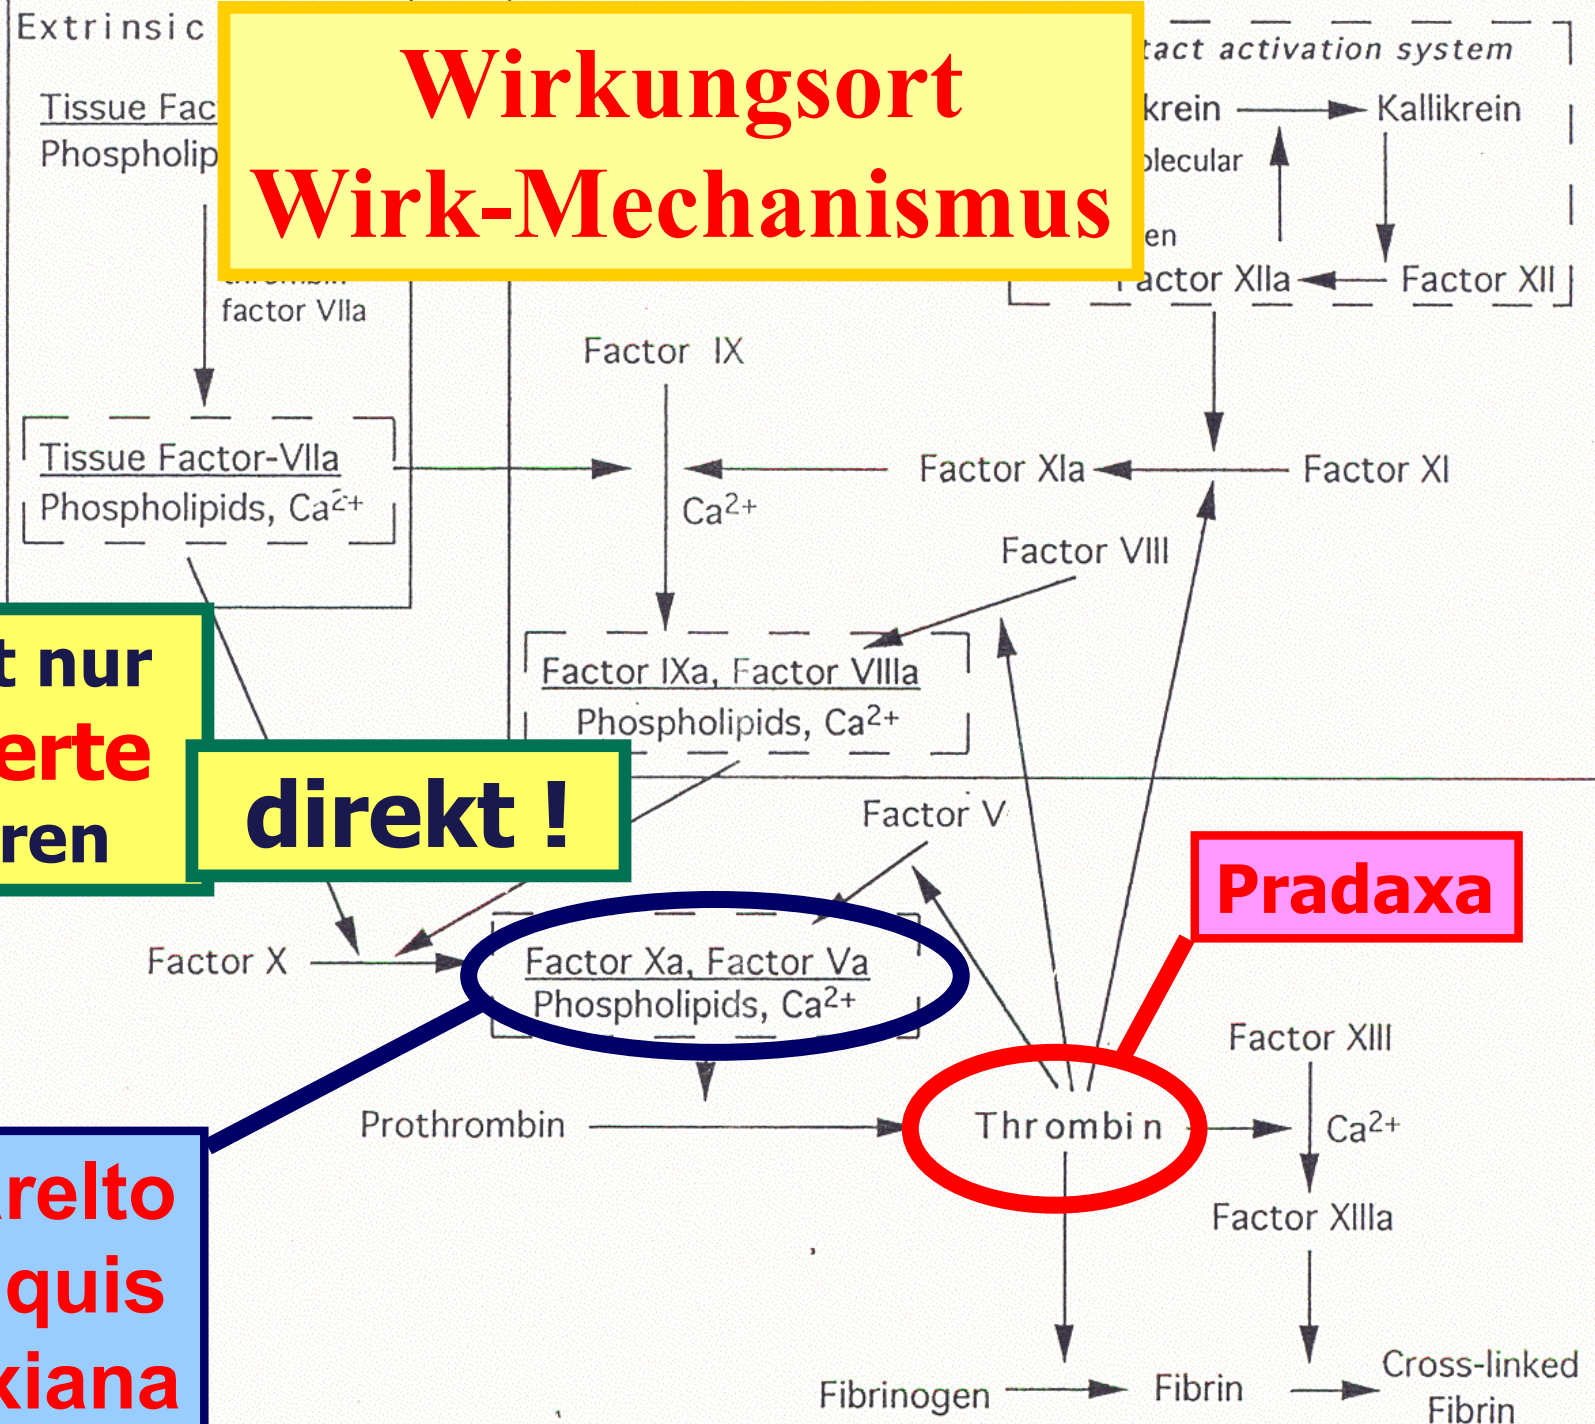 Extrinsic
Wirkungsort
Wirk-Mechanismus
tact activation system
Tissue Fac
Phospholip
krein
Kallikrein
olecular
en
actor XIIa
Factor XII
factor VIIa
Factor IX
Tissue Factor-VIIa
Phospholipids, Ca2+
Factor XIa
Factor XI
Ca2+
Factor VIII
t nur
erte
ren
Factor IXa, Factor VIIIa
Phospholipids, Ca2+
direkt !
Factor V
Pradaxa
Factor X
Factor Xa, Factor Va
Phospholipids, Ca2+
Factor XIII
Prothrombin
Thrombin
Ca2+
relto
quis
xiana
Factor XIIIa
Fibrinogen
Fibrin
Cross-linked
Fibrin